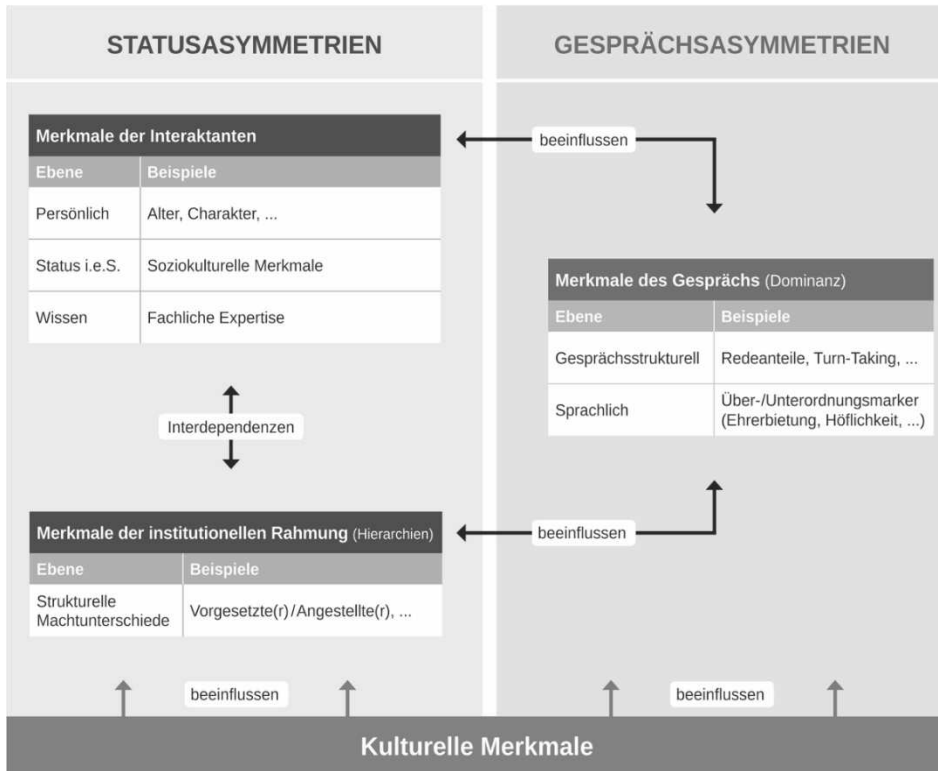 STATUSASYMMETRIEN
GESPRÄCHSASYMMETRIEN
Merkmale der Interaktanten
Ebene Beispiele
Persönlich Alter, Charakter, ...
Status i.e.S. Soziokulturelle Merkmale
Wissen Fachliche Expertise
beeinflussen
Merkmale des Gesprächs (Dominanz)
Ebene Beispiele
Gesprächsstrukturell Redeanteile, Turn-Taking, ...
Sprachlich Über-/Unterordnungsmarker
(Ehrerbietung, Höflichkeit, ...)
Interdependenzen
Merkmale der institutionellen Rahmung (Hierarchien)
Ebene Beispiele
Strukturelle
Machtunterschiede Vorgesetzte(r)/Angestellte(r), ...
beeinflussen
beeinflussen
beeinflussen
Kulturelle Merkmale